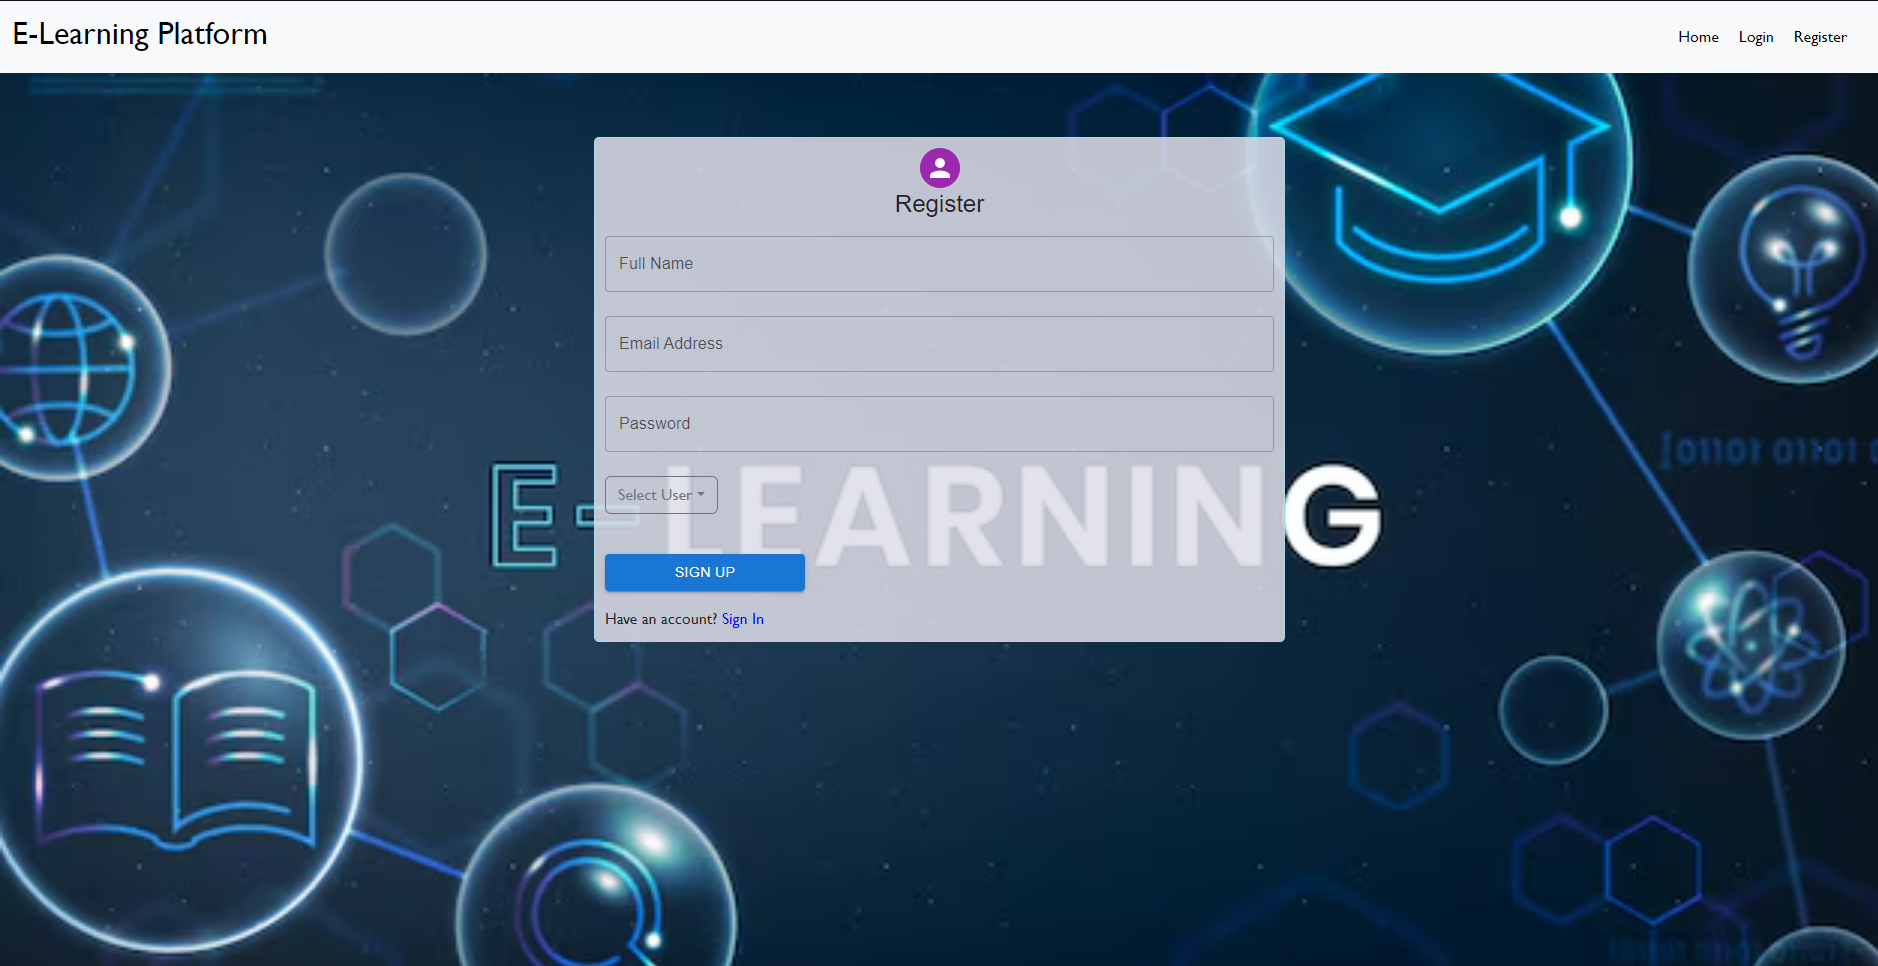 E-Learning Platform
Home Login Register
Register
Full Name
Email Address
Password
[01101 01101
Select User
E-LEARNING
SIGN UP
Have an account? Sign In